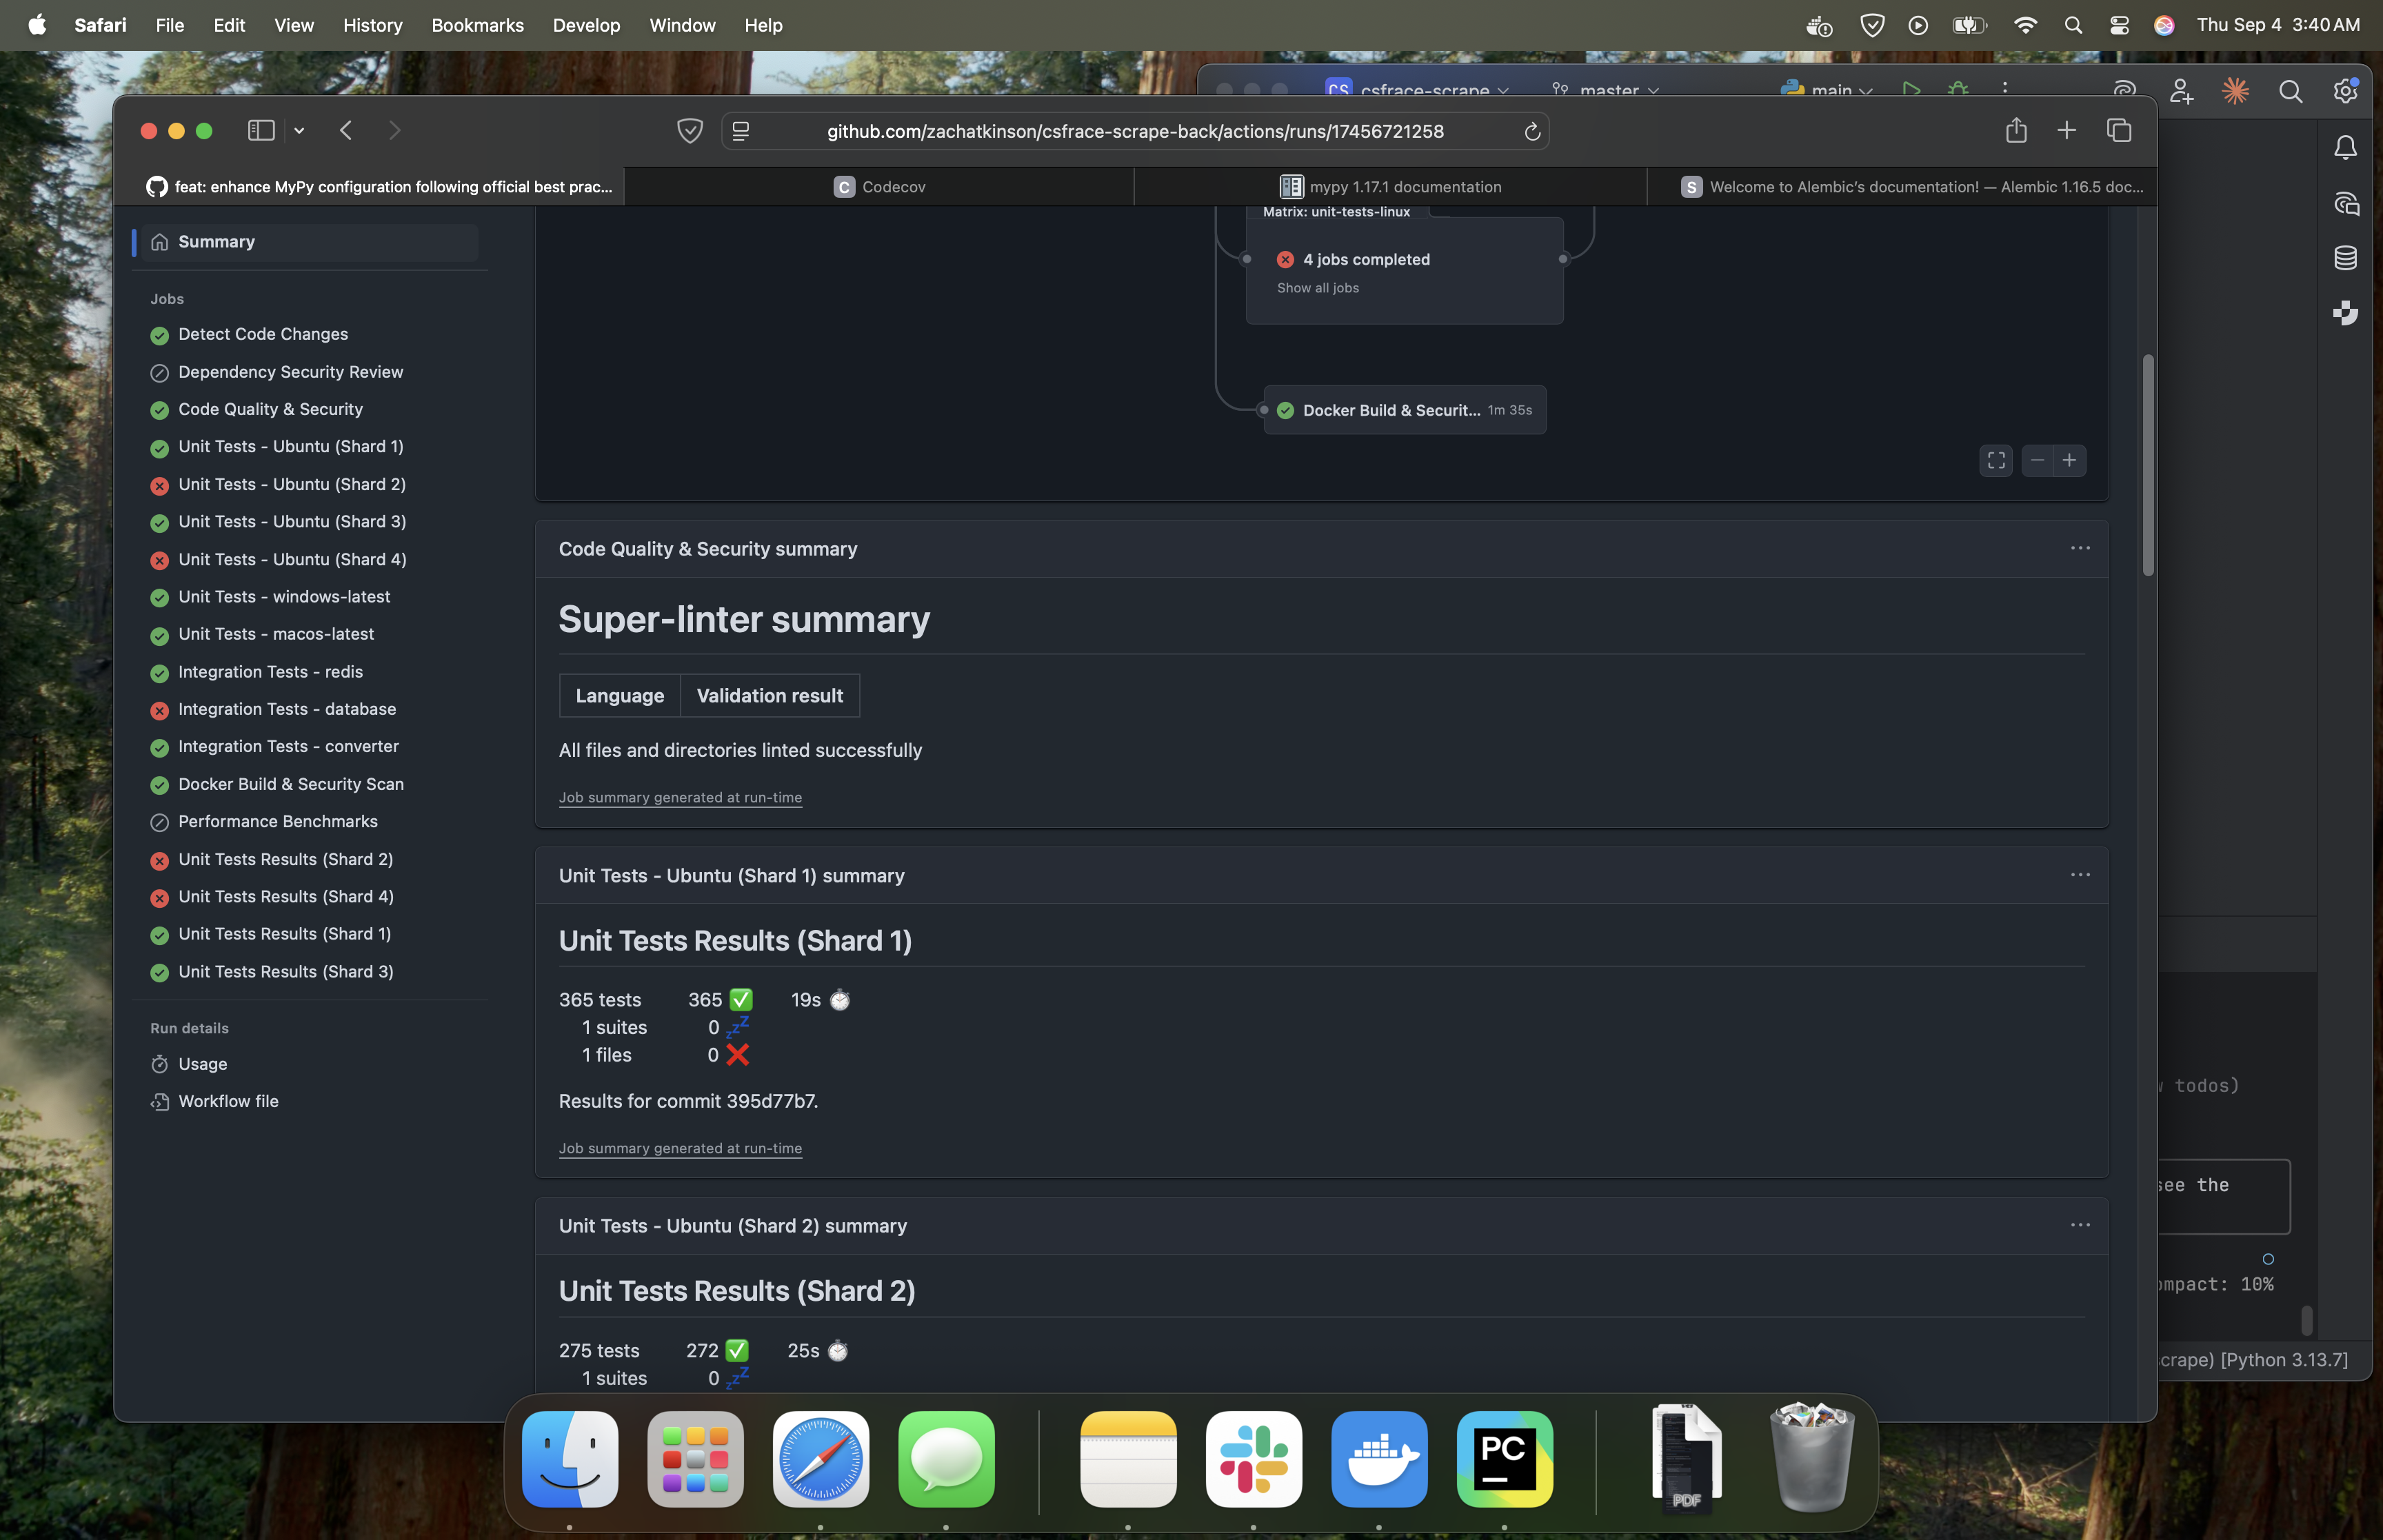 Safari File Edit View History Bookmarks Develop Window Help Thu Sep 4 3:40 AM
CS csfrace-scrape master main
github.com/zachatkinson/csfrace-scrape-back/actions/runs/17456721258
feat: enhance MyPy configuration following official best prac...
C Codecov
mypy 1.17.1 documentation
S Welcome to Alembic's documentation! — Alembic 1.16.5 doc...
Summary
Jobs
Detect Code Changes
Dependency Security Review
Code Quality & Security
Unit Tests - Ubuntu (Shard 1)
Unit Tests - Ubuntu (Shard 2)
Unit Tests - Ubuntu (Shard 3)
Unit Tests - Ubuntu (Shard 4)
Unit Tests - windows-latest
Unit Tests - macos-latest
Integration Tests - redis
Integration Tests - database
Integration Tests - converter
Docker Build & Security Scan
Performance Benchmarks
Unit Tests Results (Shard 2)
Unit Tests Results (Shard 4)
Unit Tests Results (Shard 1)
Unit Tests Results (Shard 3)
Run details
Usage
Workflow file
Matrix: unit-tests-linux
4 jobs completed
Show all jobs
Docker Build & Securit... 1m 35s
Code Quality & Security summary
Super-linter summary
Language Validation result
All files and directories linted successfully
Job summary generated at run-time
Unit Tests - Ubuntu (Shard 1) summary
Unit Tests Results (Shard 1)
365 tests 365 ✅ 19s ⏱️
1 suites 0 💤
1 files 0 ❌
Results for commit 395d77b7.
Job summary generated at run-time
Unit Tests - Ubuntu (Shard 2) summary
Unit Tests Results (Shard 2)
275 tests 272 ✅ 25s ⏱️
1 suites 0 💤
todos)
see the
ompact: 10%
crape) [Python 3.13.7]
PC
PDF